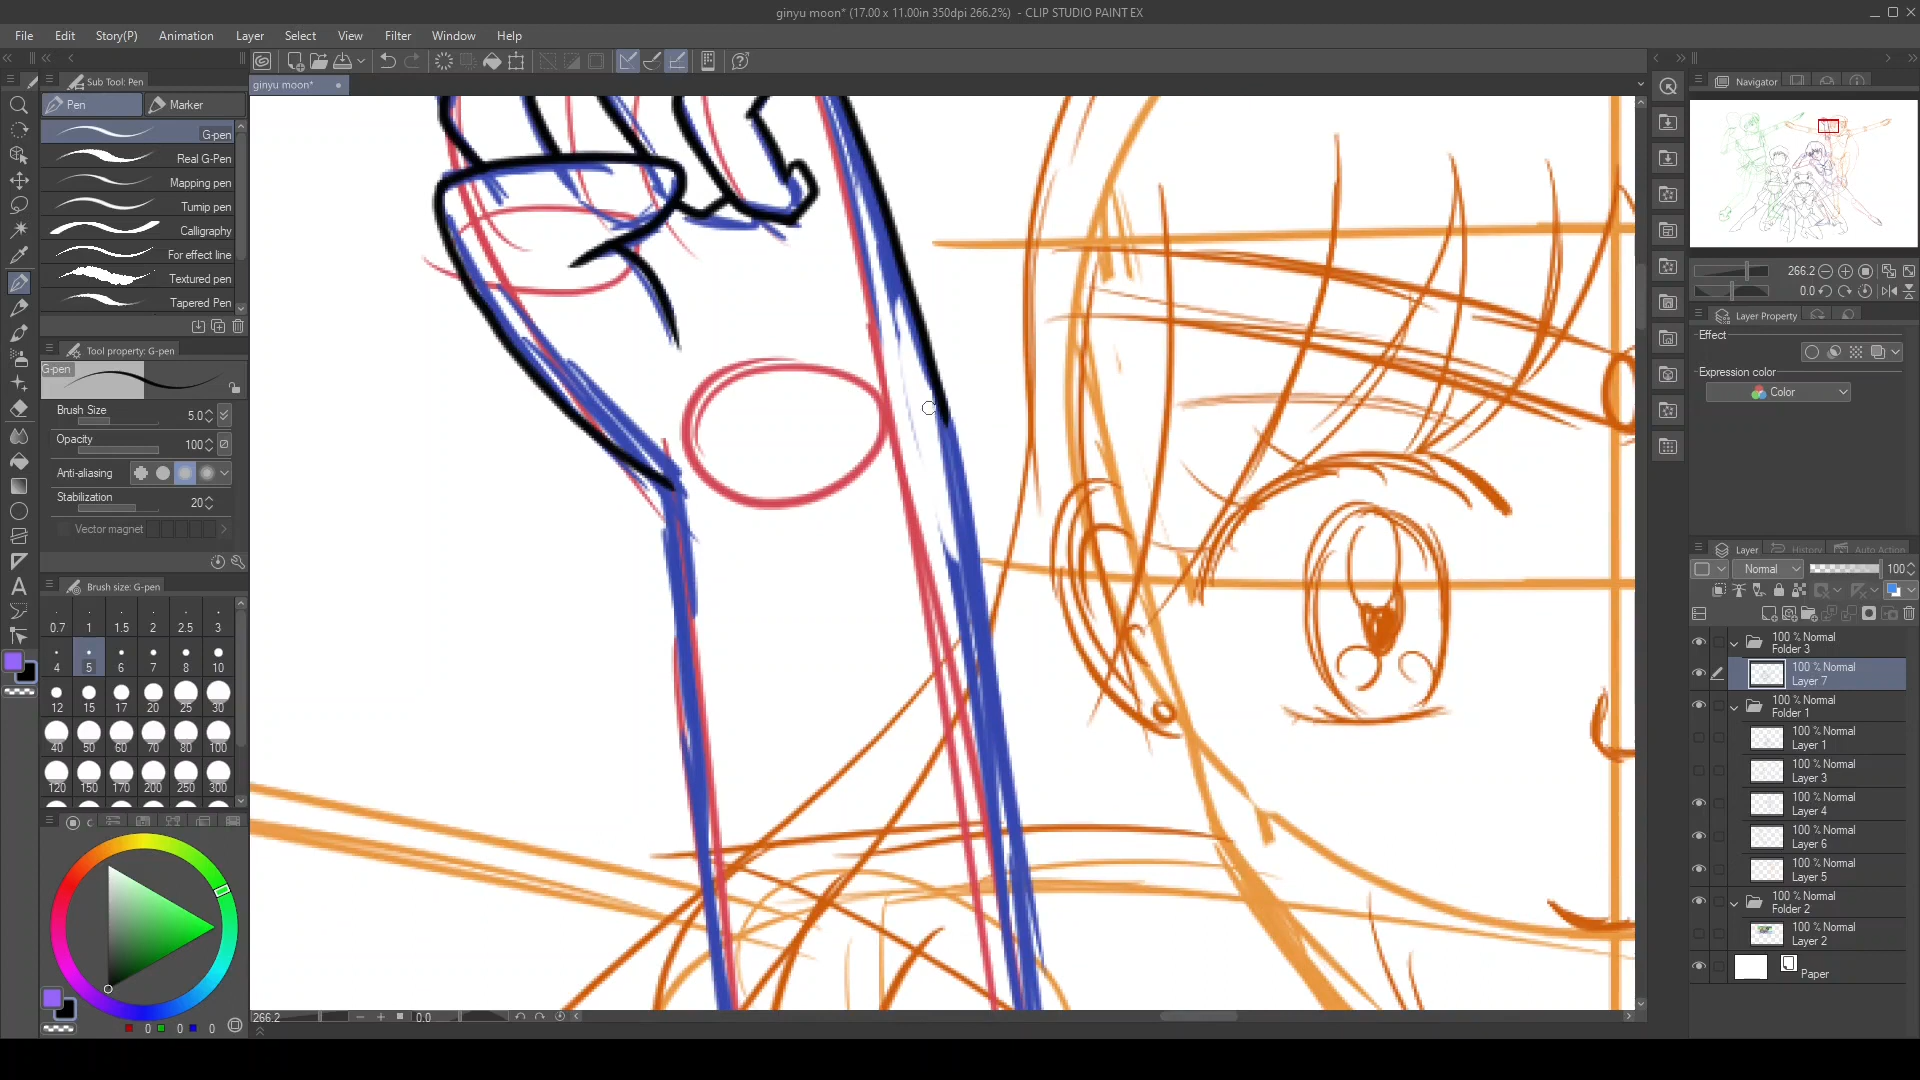 ginyu moon* (17.00 x 11.00in 350dpi 266.2%)  - CLIP STUDIO PAINT EX
File Edit Story(P) Animation Layer Select View Filter Window Help
Sub Tool: Pen
Pen Marker
G-pen
Real G-Pen
Mapping pen
Turnip pen
Calligraphy
For effect line
Textured pen
Tapered Pen
Tool property: G-pen
G-pen
Brush Size 5.0
Opacity 100
Anti-aliasing
Stabilization 20
Vector magnet
Brush size: G-pen
0.7 1 1.5 2 2.5 3
4 5 6 7 8 10
12 15 17 20 25 30
40 50 60 70 80 100
120 150 170 200 250 300
0 0 0
ginyu moon*
266.2 0.0
Navigator
266.2
0.0
Layer Property
Effect
Expression color
Color
Layer History Auto Action
Normal 100
100 % Normal
Folder 3
100 % Normal
Layer 7
100 % Normal
Folder 1
100 % Normal
Layer 1
100 % Normal
Layer 3
100 % Normal
Layer 4
100 % Normal
Layer 6
100 % Normal
Layer 5
100 % Normal
Folder 2
100 % Normal
Layer 2
Paper